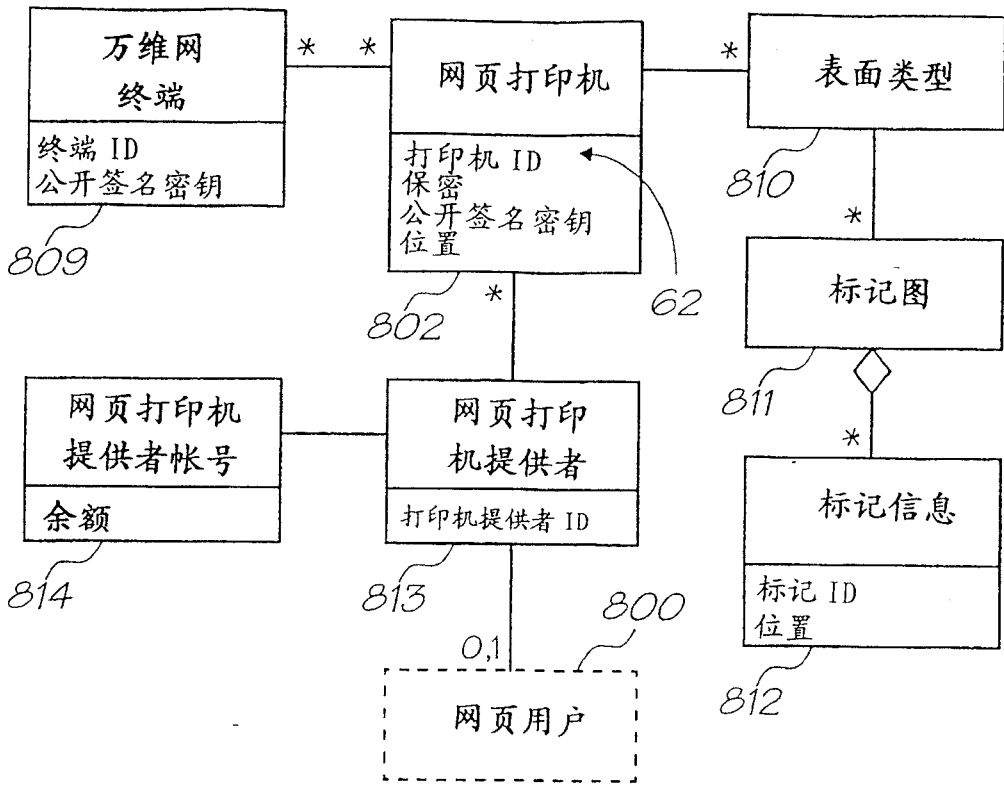 万维网
终端
终端 ID
公开签名密钥
809
* *
网页打印机
打印机 ID
保密
公开签名密钥
位置
802
62
*
*
表面类型
810
*
标记图
811
*
标记信息
标记 ID
位置
812
网页打印机
提供者帐号
余额
814
网页打印
机提供者
打印机提供者 ID
813
0,1
800
网页用户